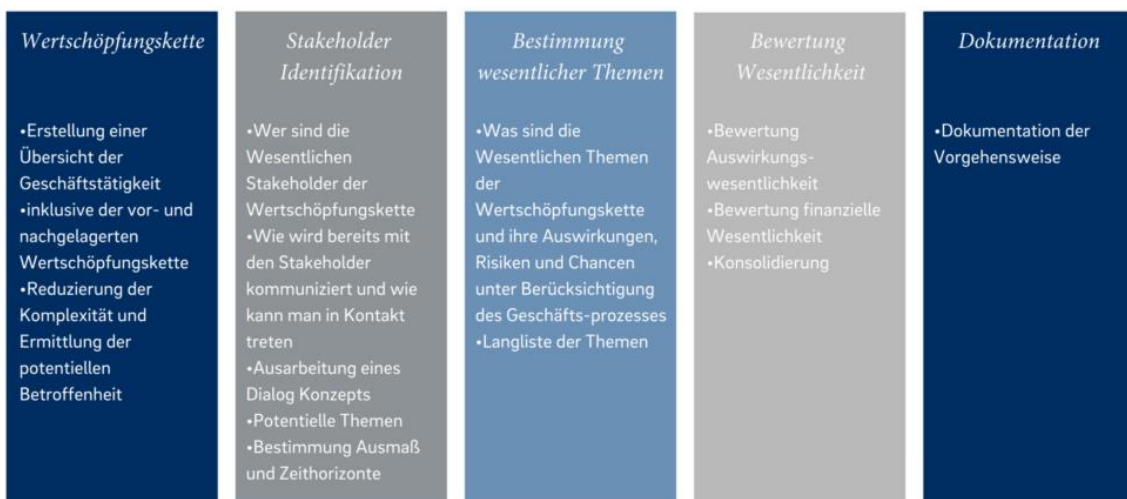 Wertschöpfungskette
•Erstellung einer
Übersicht der
Geschäftstätigkeit
•inklusive der vor- und
nachgelagerten
Wertschöpfungskette
•Reduzierung der
Komplexität und
Ermittlung der
potentiellen
Betroffenheit
Stakeholder
Identifikation
•Wer sind die
Wesentlichen
Stakeholder der
Wertschöpfungskette
•Wie wird bereits mit
den Stakeholder
kommuniziert und wie
kann man in Kontakt
treten
•Ausarbeitung eines
Dialog Konzepts
•Potentielle Themen
•Bestimmung Ausmaß
und Zeithorizonte
Bestimmung
wesentlicher Themen
•Was sind die
Wesentlichen Themen
der
Wertschöpfungskette
und ihre Auswirkungen,
Risiken und Chancen
unter Berücksichtigung
des Geschäfts-prozesses
•Langliste der Themen
Bewertung
Wesentlichkeit
•Bewertung
Auswirkungs-
wesentlichkeit
•Bewertung finanzielle
Wesentlichkeit
•Konsolidierung
Dokumentation
•Dokumentation der
Vorgehensweise